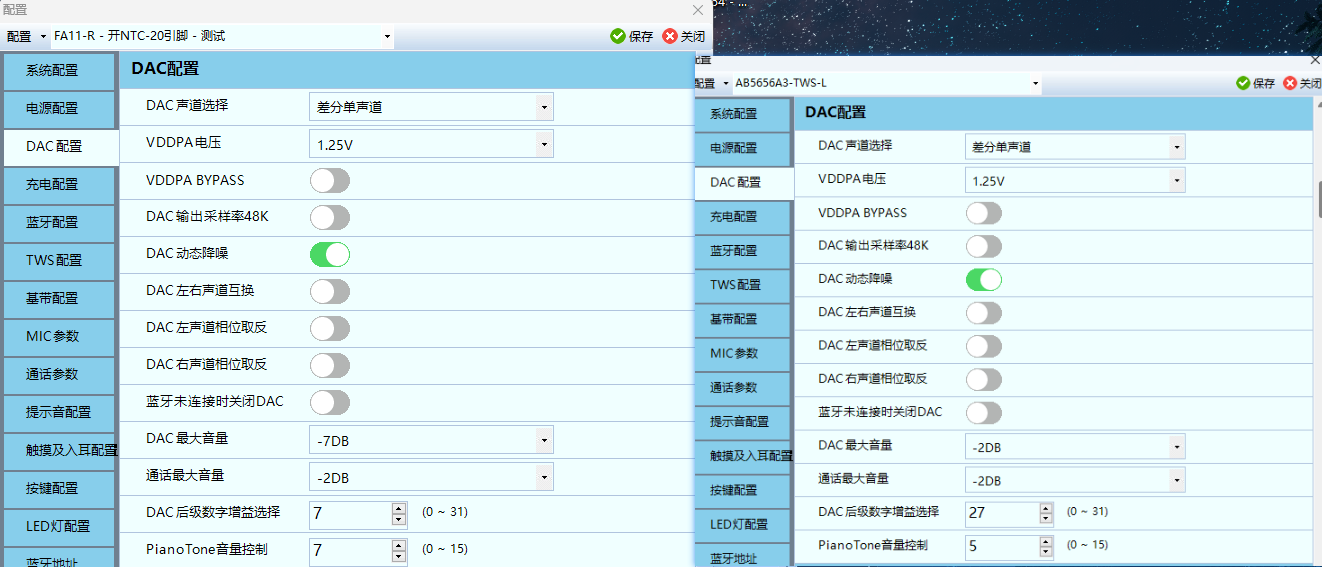 配置
配置 FA11-R - 开NTC-20引脚 - 测试 保存 关闭
系统配置
电源配置
DAC 配置
充电配置
蓝牙配置
TWS 配置
基带配置
MIC 参数
通话参数
提示音配置
触摸及入耳配置
按键配置
LED灯配置
蓝牙地址
DAC配置
DAC 声道选择 差分单声道
VDDPA 电压 1.25V
VDDPA BYPASS
DAC 输出采样率48K
DAC 动态降噪
DAC 左右声道互换
DAC 左声道相位取反
DAC 右声道相位取反
蓝牙未连接时关闭DAC
DAC 最大音量 -7DB
通话最大音量 -2DB
DAC 后级数字增益选择 7 (0 ~ 31)
PianoTone音量控制 7 (0 ~ 15)
54 - ...
配置
配置 AB5656A3-TWS-L 保存 关闭
系统配置
电源配置
DAC 配置
充电配置
蓝牙配置
TWS 配置
基带配置
MIC 参数
通话参数
提示音配置
触摸及入耳配置
按键配置
LED灯配置
蓝牙地址
DAC配置
DAC 声道选择 差分单声道
VDDPA 电压 1.25V
VDDPA BYPASS
DAC 输出采样率48K
DAC 动态降噪
DAC 左右声道互换
DAC 左声道相位取反
DAC 右声道相位取反
蓝牙未连接时关闭DAC
DAC 最大音量 -2DB
通话最大音量 -2DB
DAC 后级数字增益选择 27 (0 ~ 31)
PianoTone音量控制 5 (0 ~ 15)